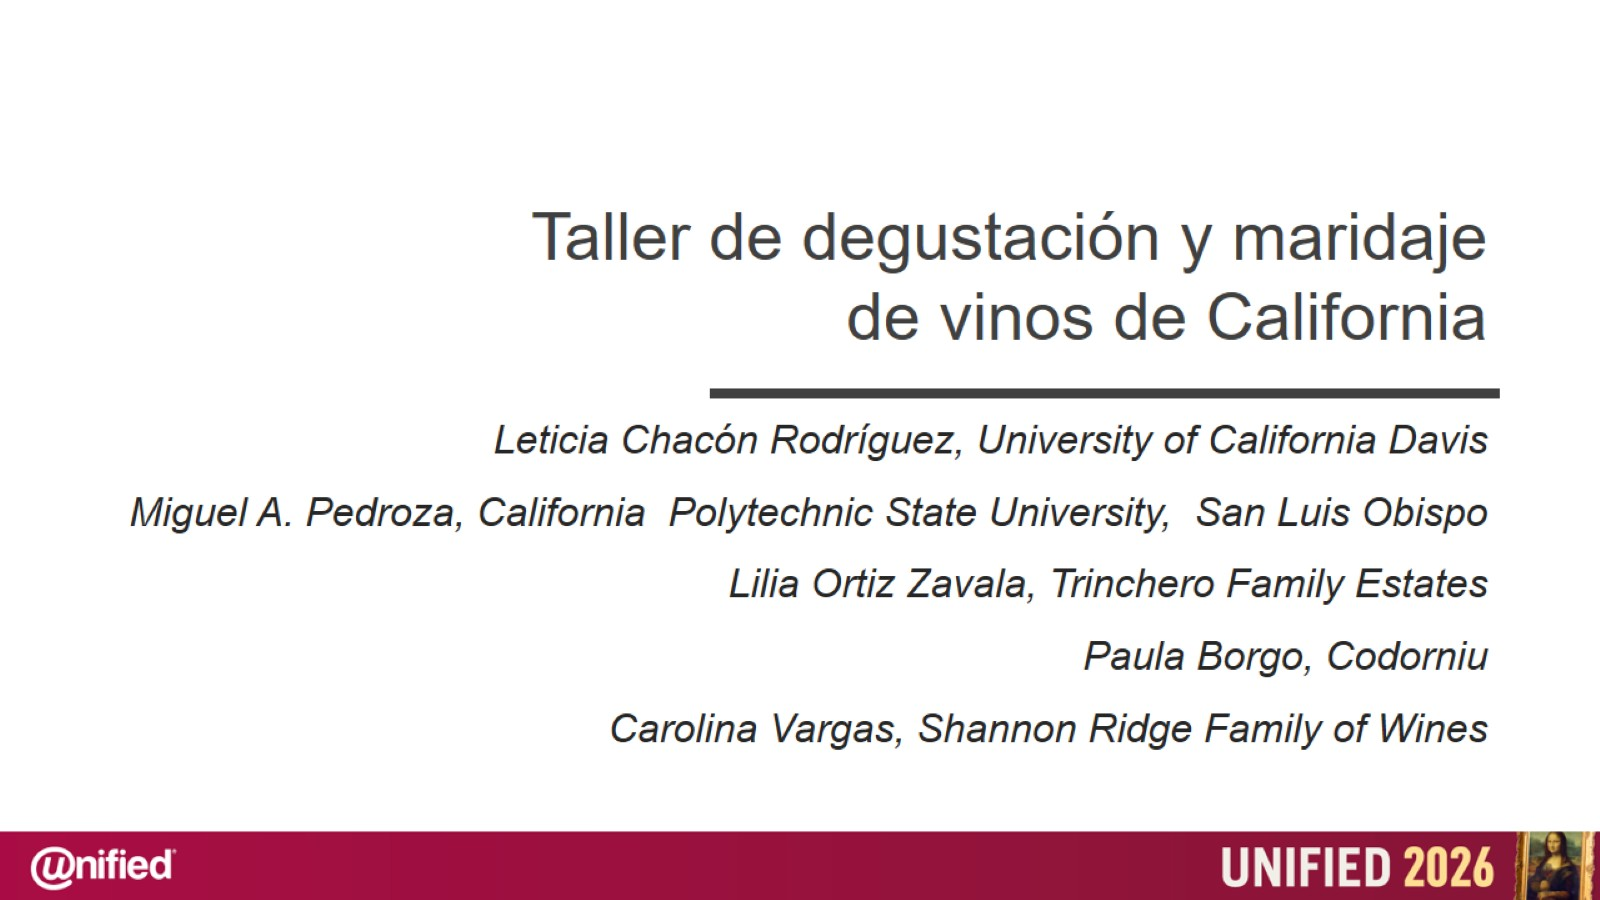 Taller de degustación y maridaje
de vinos de California
Leticia Chacón Rodríguez, University of California Davis
Miguel A. Pedroza, California Polytechnic State University, San Luis Obispo
Lilia Ortiz Zavala, Trinchero Family Estates
Paula Borgo, Codorniu
Carolina Vargas, Shannon Ridge Family of Wines
unified
UNIFIED 2026